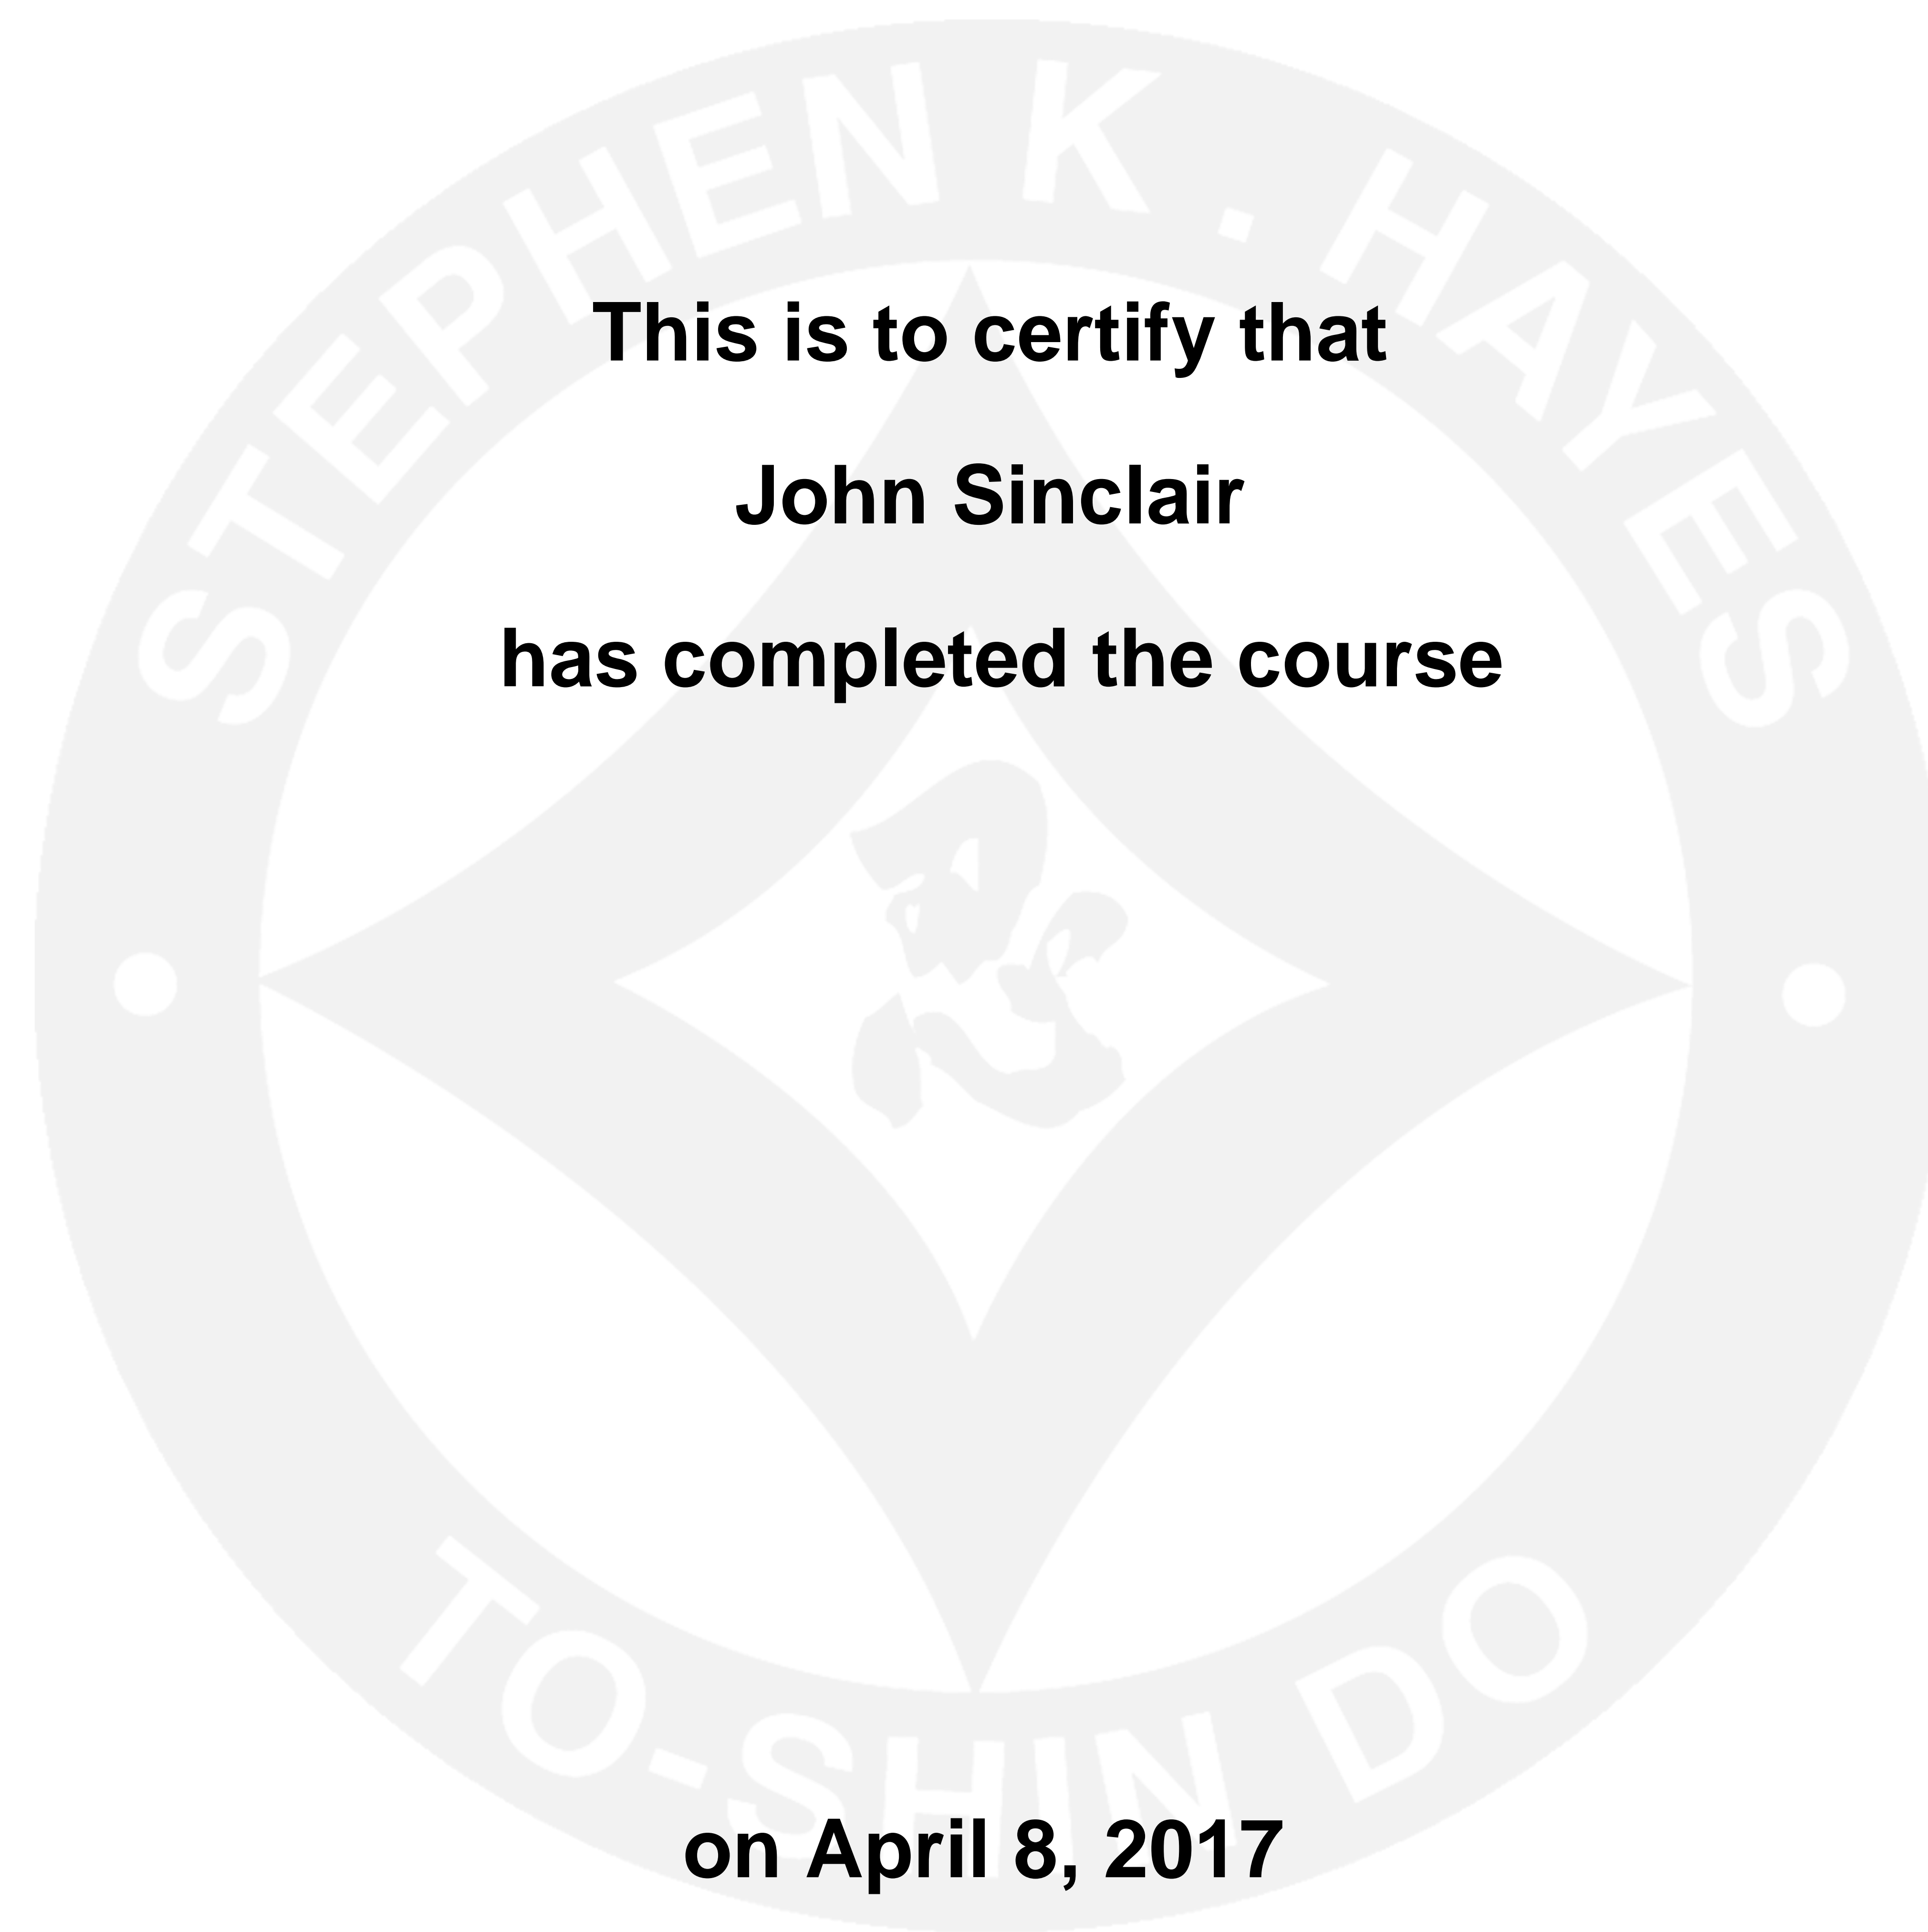 STEPHEN K. HAYES
This is to certify that
John Sinclair
has completed the course
忍
TO-SHIN DO
on April 8, 2017